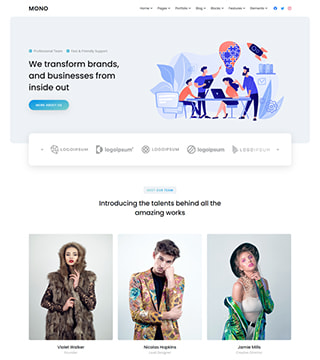 MONO
Home Pages Portfolio Blog Blocks Features Elements
Professional Team Fast & Friendly Support
We transform brands,
and businesses from
inside out
MORE ABOUT US
LOGOIPSUM logoipsum LOGOIPSUM logoipsum LOGOIPSUM
MEET OUR TEAM
Introducing the talents behind all the
amazing works
Violet Walker Nicolas Hopkins Jamie Mills
Founder Lead Designer Creative Director